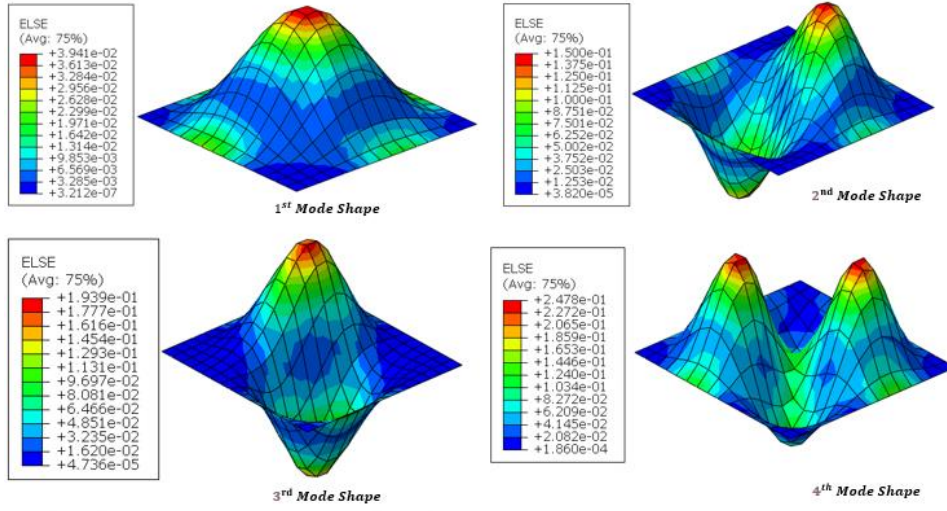 ELSE
(Avg: 75%)
+3.941e-02
+3.613e-02
+3.284e-02
+2.956e-02
+2.628e-02
+2.299e-02
+1.971e-02
+1.642e-02
+1.314e-02
+9.853e-03
+6.569e-03
+3.285e-03
+3.212e-07
1st Mode Shape
ELSE
(Avg: 75%)
+1.500e-01
+1.375e-01
+1.250e-01
+1.125e-01
+1.000e-01
+8.751e-02
+7.501e-02
+6.252e-02
+5.002e-02
+3.752e-02
+2.503e-02
+1.253e-02
+3.820e-05
2nd Mode Shape
ELSE
(Avg: 75%)
+1.939e-01
+1.777e-01
+1.616e-01
+1.454e-01
+1.293e-01
+1.131e-01
+9.697e-02
+8.081e-02
+6.466e-02
+4.851e-02
+3.235e-02
+1.620e-02
+4.736e-05
3rd Mode Shape
ELSE
(Avg: 75%)
+2.478e-01
+2.272e-01
+2.065e-01
+1.859e-01
+1.653e-01
+1.446e-01
+1.240e-01
+1.034e-01
+8.272e-02
+6.209e-02
+4.145e-02
+2.082e-02
+1.860e-04
4th Mode Shape